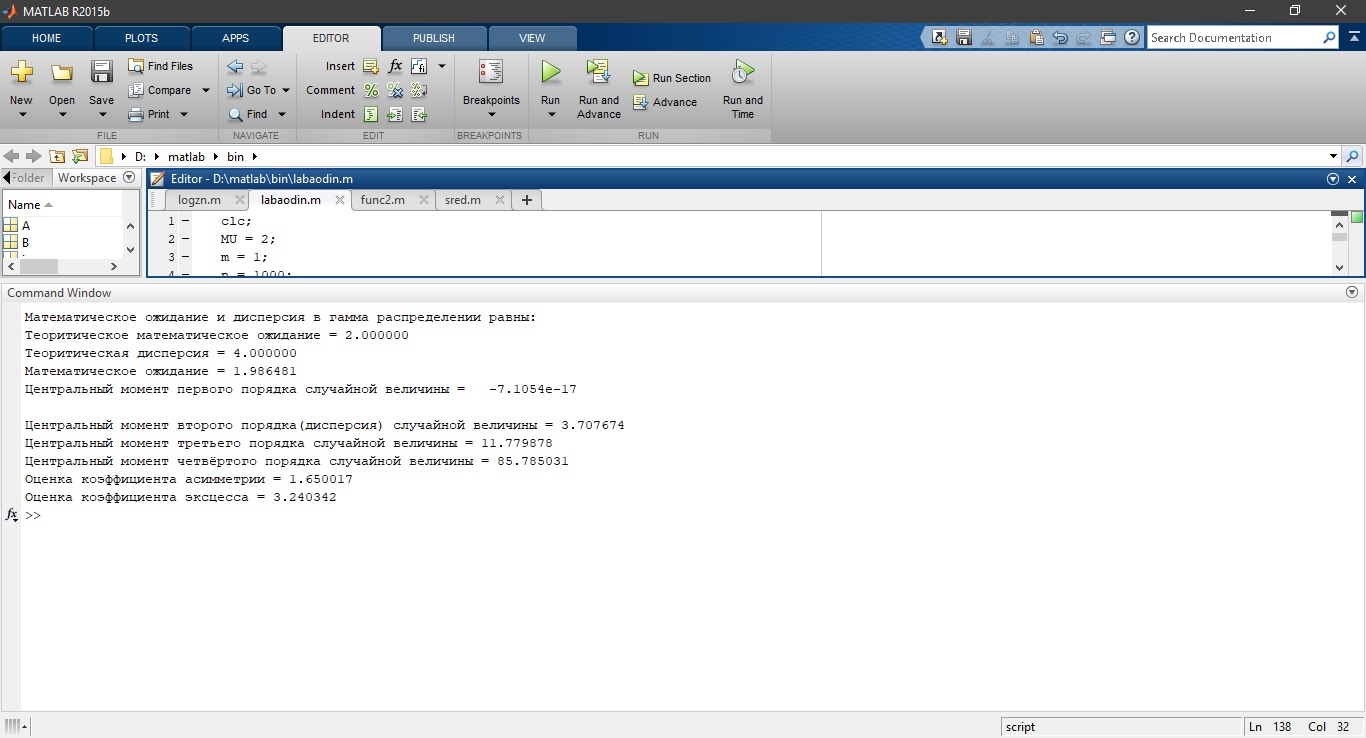 MATLAB R2015b
HOME PLOTS APPS EDITOR PUBLISH VIEW
Search Documentation
New Open Save Find Files Compare Print
Go To Find
Insert fx
Comment
Indent
Breakpoints
Run Run and Advance Run Section Advance Run and Time
FILE NAVIGATE EDIT BREAKPOINTS RUN
D: matlab bin
Folder Workspace
Editor - D:\matlab\bin\labaodin.m
Name
logzn.m labaodin.m func2.m sred.m
A
B
1 – clc;
2 – MU = 2;
3 – m = 1;
4 – n = 1000;
Command Window
Математическое ожидание и дисперсия в гамма распределении равны:
Теоритическое математическое ожидание = 2.000000
Теоритическая дисперсия = 4.000000
Математическое ожидание = 1.986481
Центральный момент первого порядка случайной величины = -7.1054e-17
Центральный момент второго порядка(дисперсия) случайной величины = 3.707674
Центральный момент третьего порядка случайной величины = 11.779878
Центральный момент четвёртого порядка случайной величины = 85.785031
Оценка коэффициента асимметрии = 1.650017
Оценка коэффициента эксцесса = 3.240342
fx >>
script Ln 138 Col 32